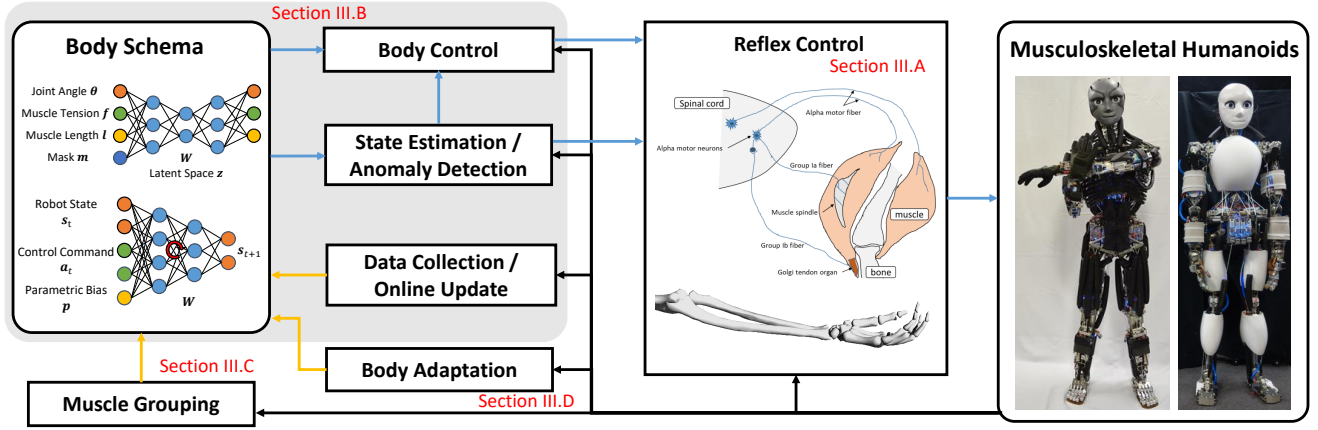 Section III.B
Body Schema
Joint Angle θ
Muscle Tension f
Muscle Length l
Mask m
W
Latent Space z
Robot State
s_t
Control Command
a_t
Parametric Bias
p
s_{t+1}
W
Body Control
State Estimation /
Anomaly Detection
Data Collection /
Online Update
Body Adaptation
Section III.C
Muscle Grouping
Section III.D
Reflex Control
Section III.A
Spinal cord
Alpha motor fiber
Alpha motor neurons
Group Ia fiber
Muscle spindle
muscle
Group Ib fiber
Golgi tendon organ
bone
Musculoskeletal Humanoids